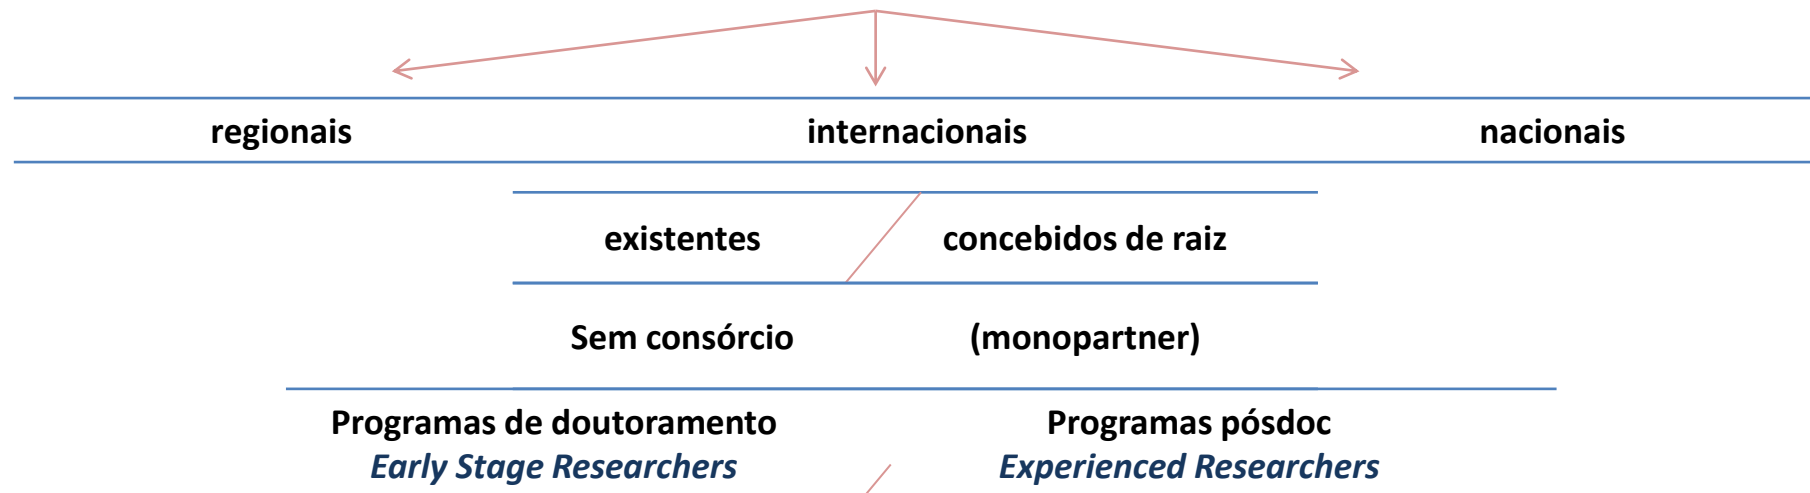 regionais internacionais nacionais
existentes concebidos de raiz
Sem consórcio (monopartner)
Programas de doutoramento Programas pósdoc
Early Stage Researchers Experienced Researchers